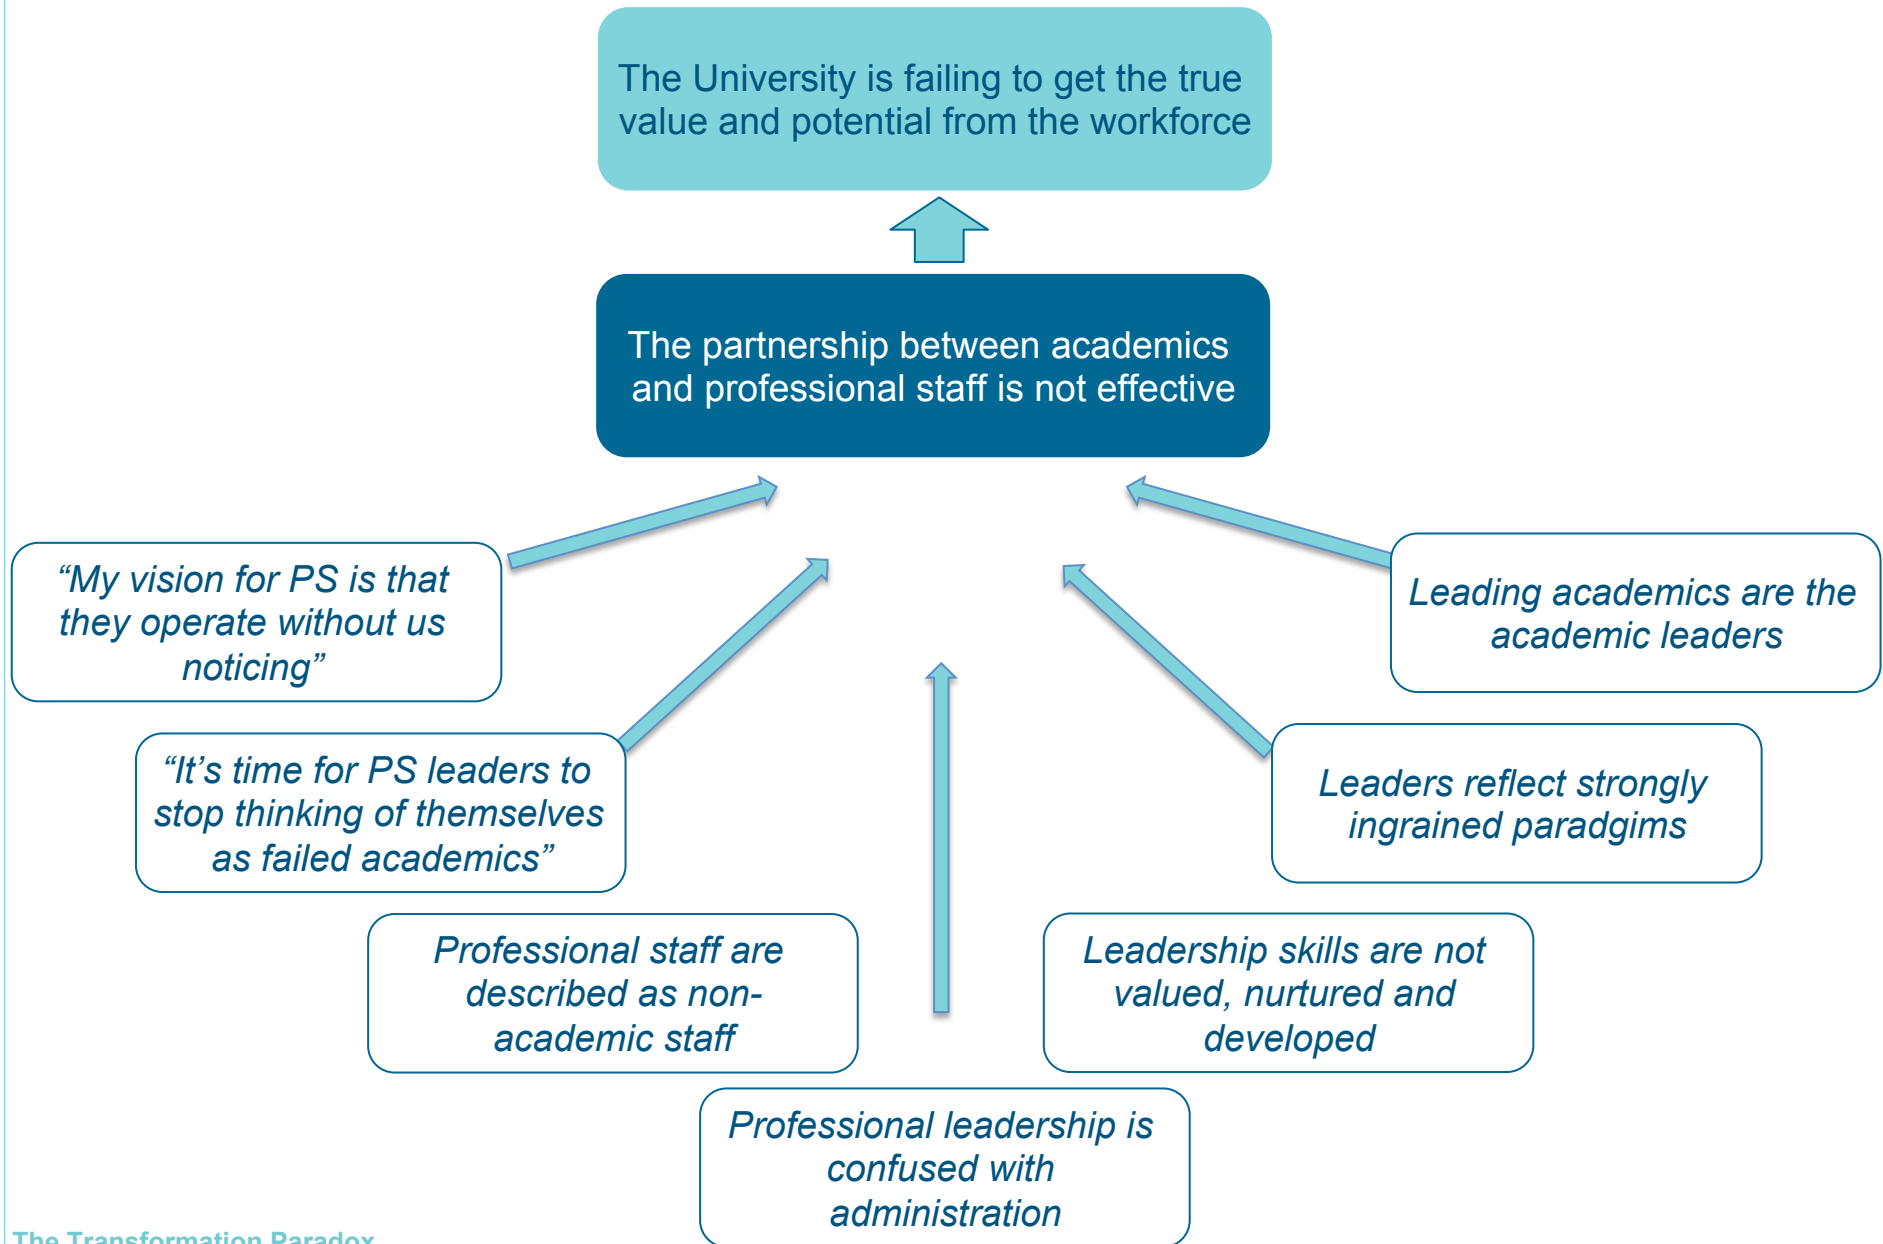 The University is failing to get the true
value and potential from the workforce
The partnership between academics
and professional staff is not effective
“My vision for PS is that
they operate without us
noticing”
Leading academics are the
academic leaders
“It’s time for PS leaders to
stop thinking of themselves
as failed academics”
Leaders reflect strongly
ingrained paradgims
Professional staff are
described as non-
academic staff
Leadership skills are not
valued, nurtured and
developed
Professional leadership is
confused with
administration
The Transformation Paradox